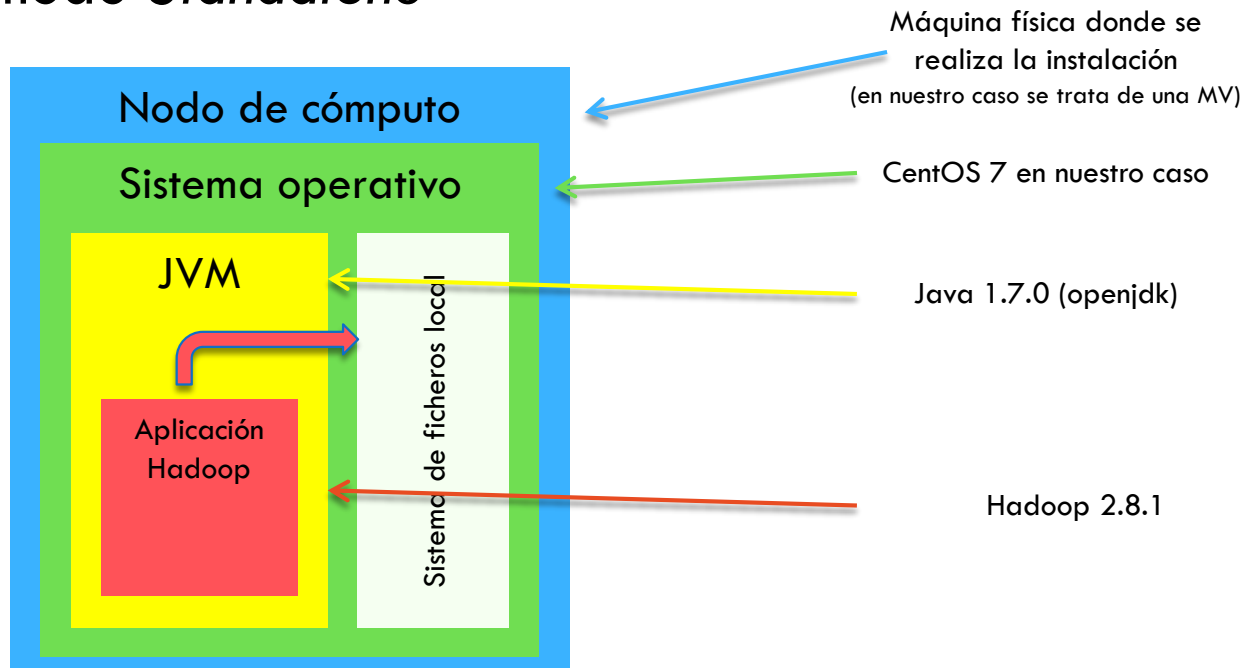 Standalone
Máquina física donde se
realiza la instalación
(en nuestro caso se trata de una MV)
Nodo de cómputo
Sistema operativo
CentOS 7 en nuestro caso
JVM
Sistema de ficheros local
Java 1.7.0 (openjdk)
Aplicación
Hadoop
Hadoop 2.8.1